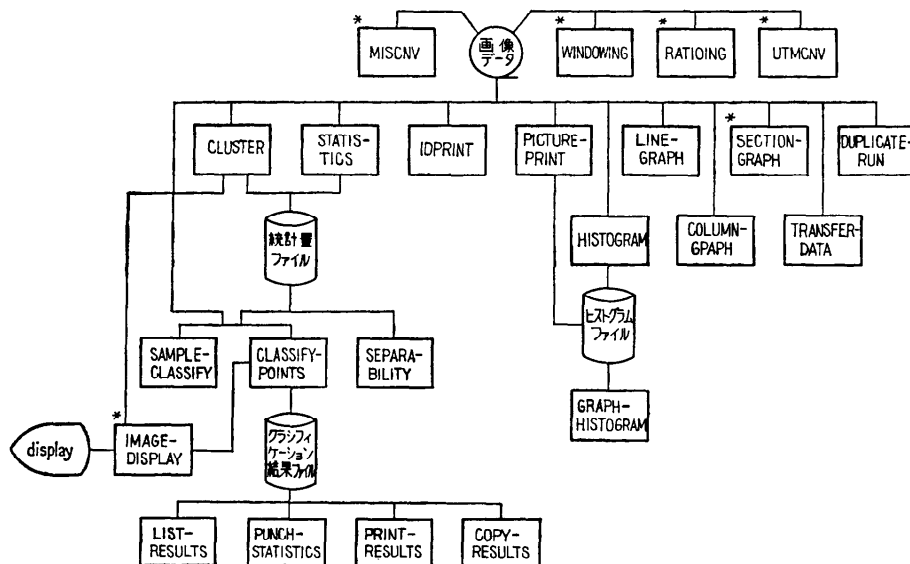 *
MISCNV
画像
データ
*
WINDOWING
*
RATIOING
*
UTMCNV
CLUSTER
STATIS-
TICS
IDPRINT
PICTURE-
PRINT
LINE-
GRAPH
*
SECTION-
GRAPH
DUPLICATE-
RUN
統計量
ファイル
HISTOGRAM
COLUMN-
GPAPH
TRANSFER-
DATA
ヒストグラム
ファイル
SAMPLE-
CLASSIFY
CLASSIFY-
POINTS
SEPARA-
BILITY
GRAPH-
HISTOGRAM
display
*
IMAGE-
DISPLAY
クラシフィ
ケーション
結果ファイル
LIST-
RESULTS
PUNCH-
STATISTICS
PRINT-
RESULTS
COPY-
RESULTS